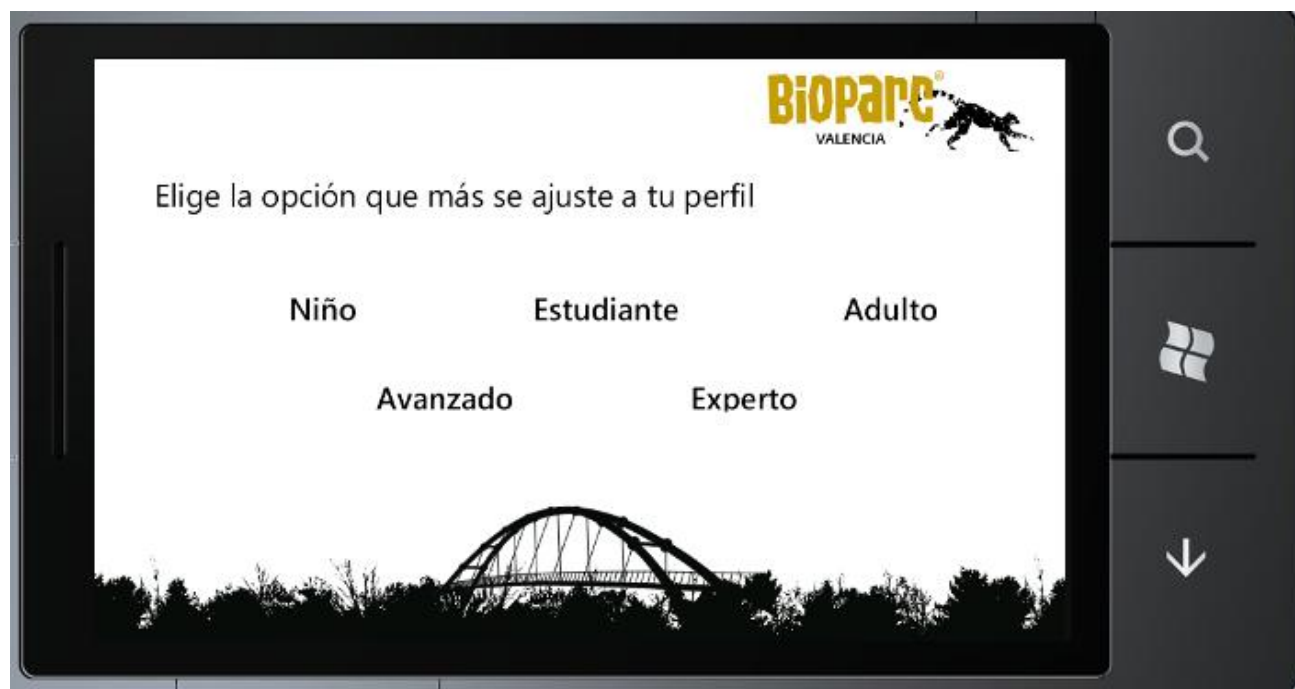 Bioparc®
VALENCIA
Elige la opción que más se ajuste a tu perfil
Niño Estudiante Adulto
Avanzado Experto